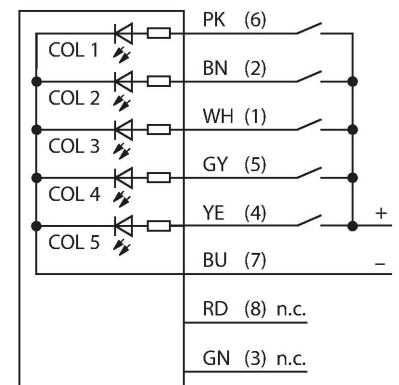 PK (6)
COL 1
BN (2)
COL 2
WH (1)
COL 3
GY (5)
COL 4
YE (4)
+
COL 5
BU (7)
–
RD (8) n.c.
GN (3) n.c.